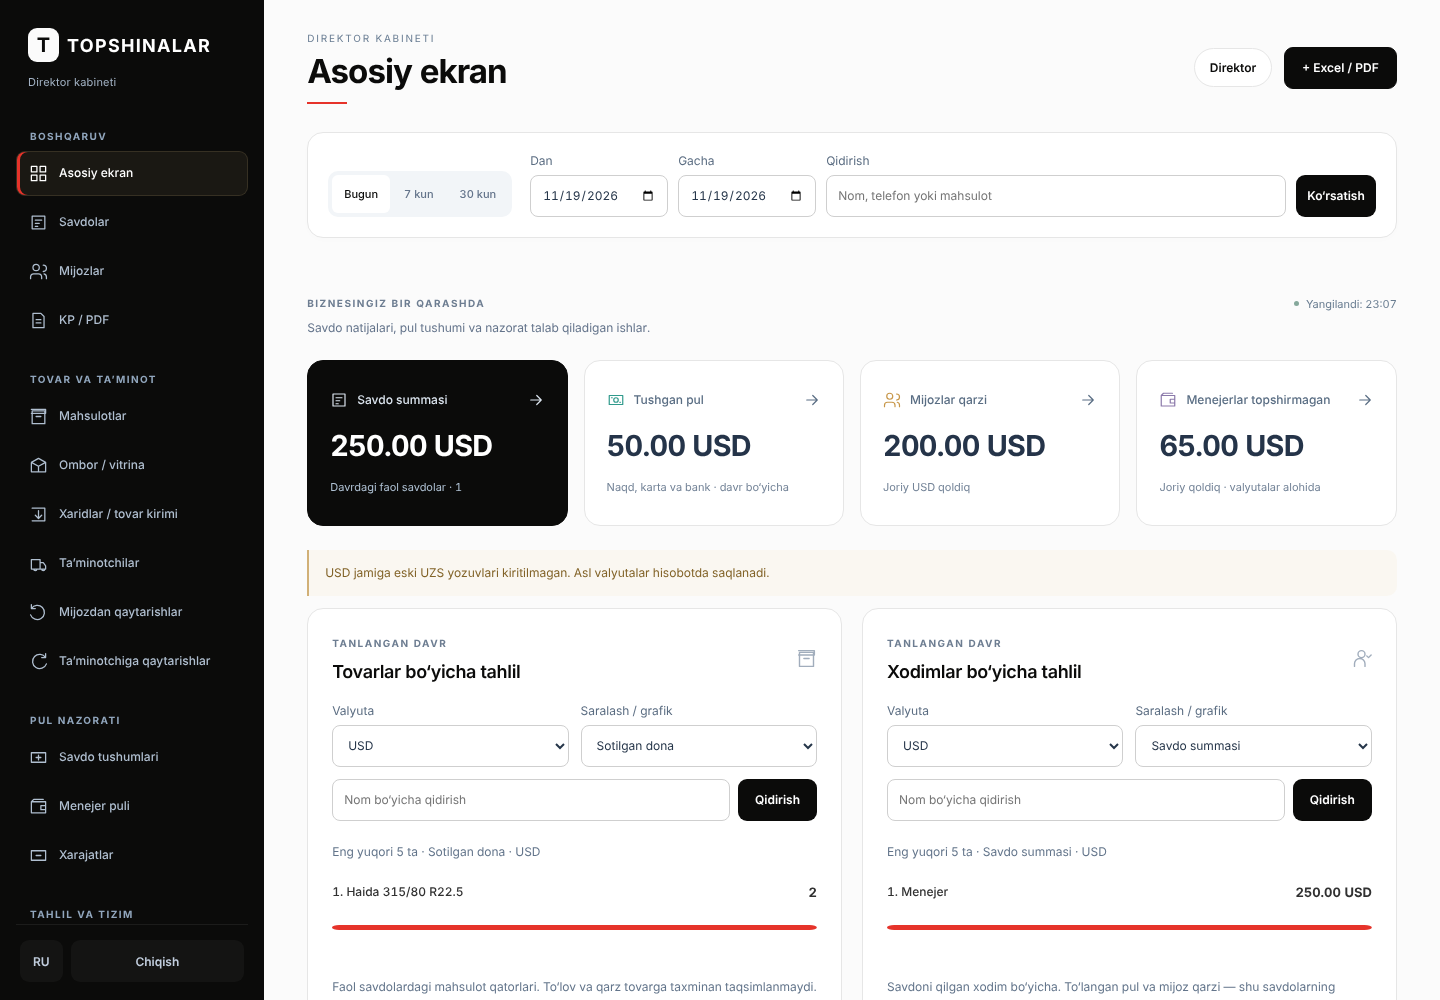 T TOPSHINALAR
Direktor kabineti
BOSHQARUV
Asosiy ekran
Savdolar
Mijozlar
KP / PDF
TOVAR VA TA’MINOT
Mahsulotlar
Ombor / vitrina
Xaridlar / tovar kirimi
Ta’minotchilar
Mijozdan qaytarishlar
Ta’minotchiga qaytarishlar
PUL NAZORATI
Savdo tushumlari
Menejer puli
Xarajatlar
TAHLIL VA TIZIM
RU
Chiqish
DIREKTOR KABINETI
Asosiy ekran
Direktor
+ Excel / PDF
Bugun
7 kun
30 kun
Dan
11/19/2026
Gacha
11/19/2026
Qidirish
Nom, telefon yoki mahsulot
Ko‘rsatish
BIZNESINGIZ BIR QARASHDA
Yangilandi: 23:07
Savdo natijalari, pul tushumi va nazorat talab qiladigan ishlar.
Savdo summasi
250.00 USD
Davrdagi faol savdolar · 1
Tushgan pul
50.00 USD
Naqd, karta va bank · davr bo‘yicha
Mijozlar qarzi
200.00 USD
Joriy USD qoldiq
Menejerlar topshirmagan
65.00 USD
Joriy qoldiq · valyutalar alohida
USD jamiga eski UZS yozuvlari kiritilmagan. Asl valyutalar hisobotda saqlanadi.
TANLANGAN DAVR
Tovarlar bo‘yicha tahlil
Valyuta
Saralash / grafik
USD
Sotilgan dona
Nom bo‘yicha qidirish
Qidirish
Eng yuqori 5 ta · Sotilgan dona · USD
1. Haida 315/80 R22.5
2
Faol savdolardagi mahsulot qatorlari. To‘lov va qarz tovarga taxminan taqsimlanmaydi.
TANLANGAN DAVR
Xodimlar bo‘yicha tahlil
Valyuta
Saralash / grafik
USD
Savdo summasi
Nom bo‘yicha qidirish
Qidirish
Eng yuqori 5 ta · Savdo summasi · USD
1. Menejer
250.00 USD
Savdoni qilgan xodim bo‘yicha. To‘langan pul va mijoz qarzi — shu savdolarning